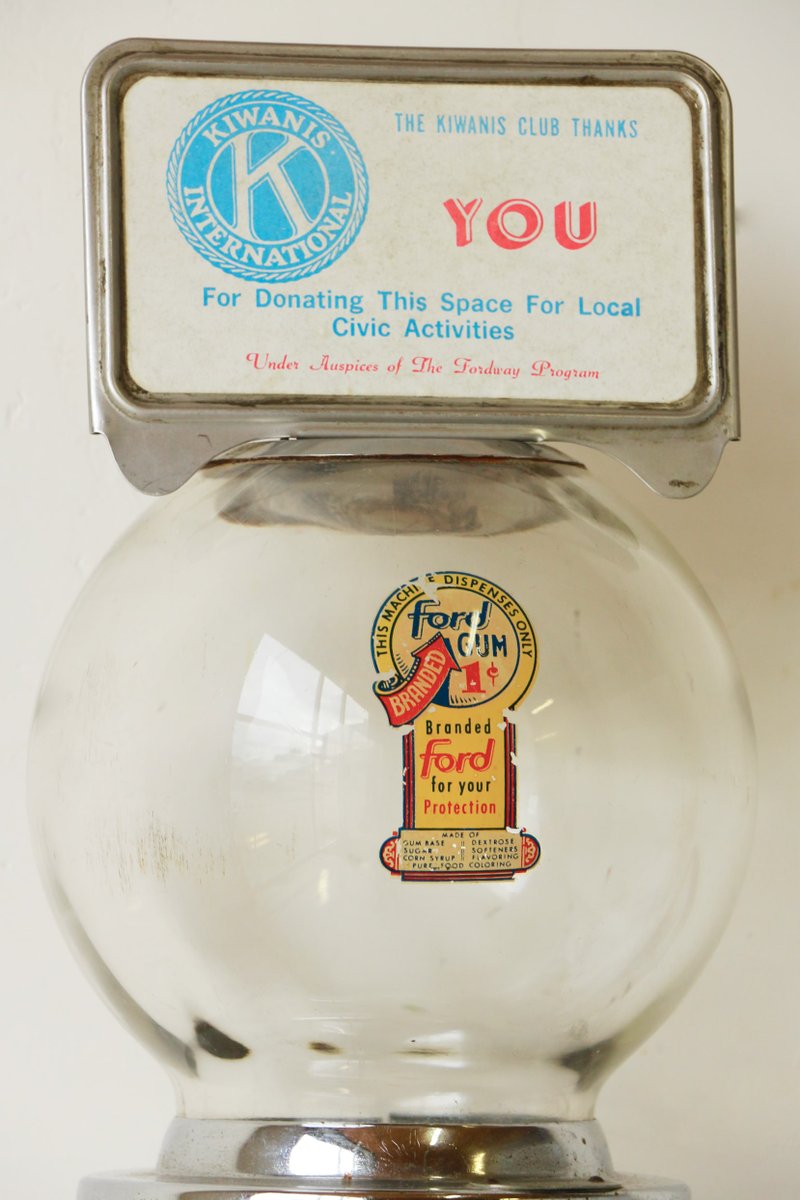 KIWANIS
K
INTERNATIONAL
THE KIWANIS CLUB THANKS
YOU
For Donating This Space For Local
Civic Activities
Under Auspices of The Fordway Program
THIS MACHINE DISPENSES ONLY
ford
GUM
BRANDED
1¢
Branded
ford
for your
Protection
MADE OF
GUM BASE DEXTROSE
SUGAR SOFTENERS
CORN SYRUP FLAVORING
PURE FOOD COLORING